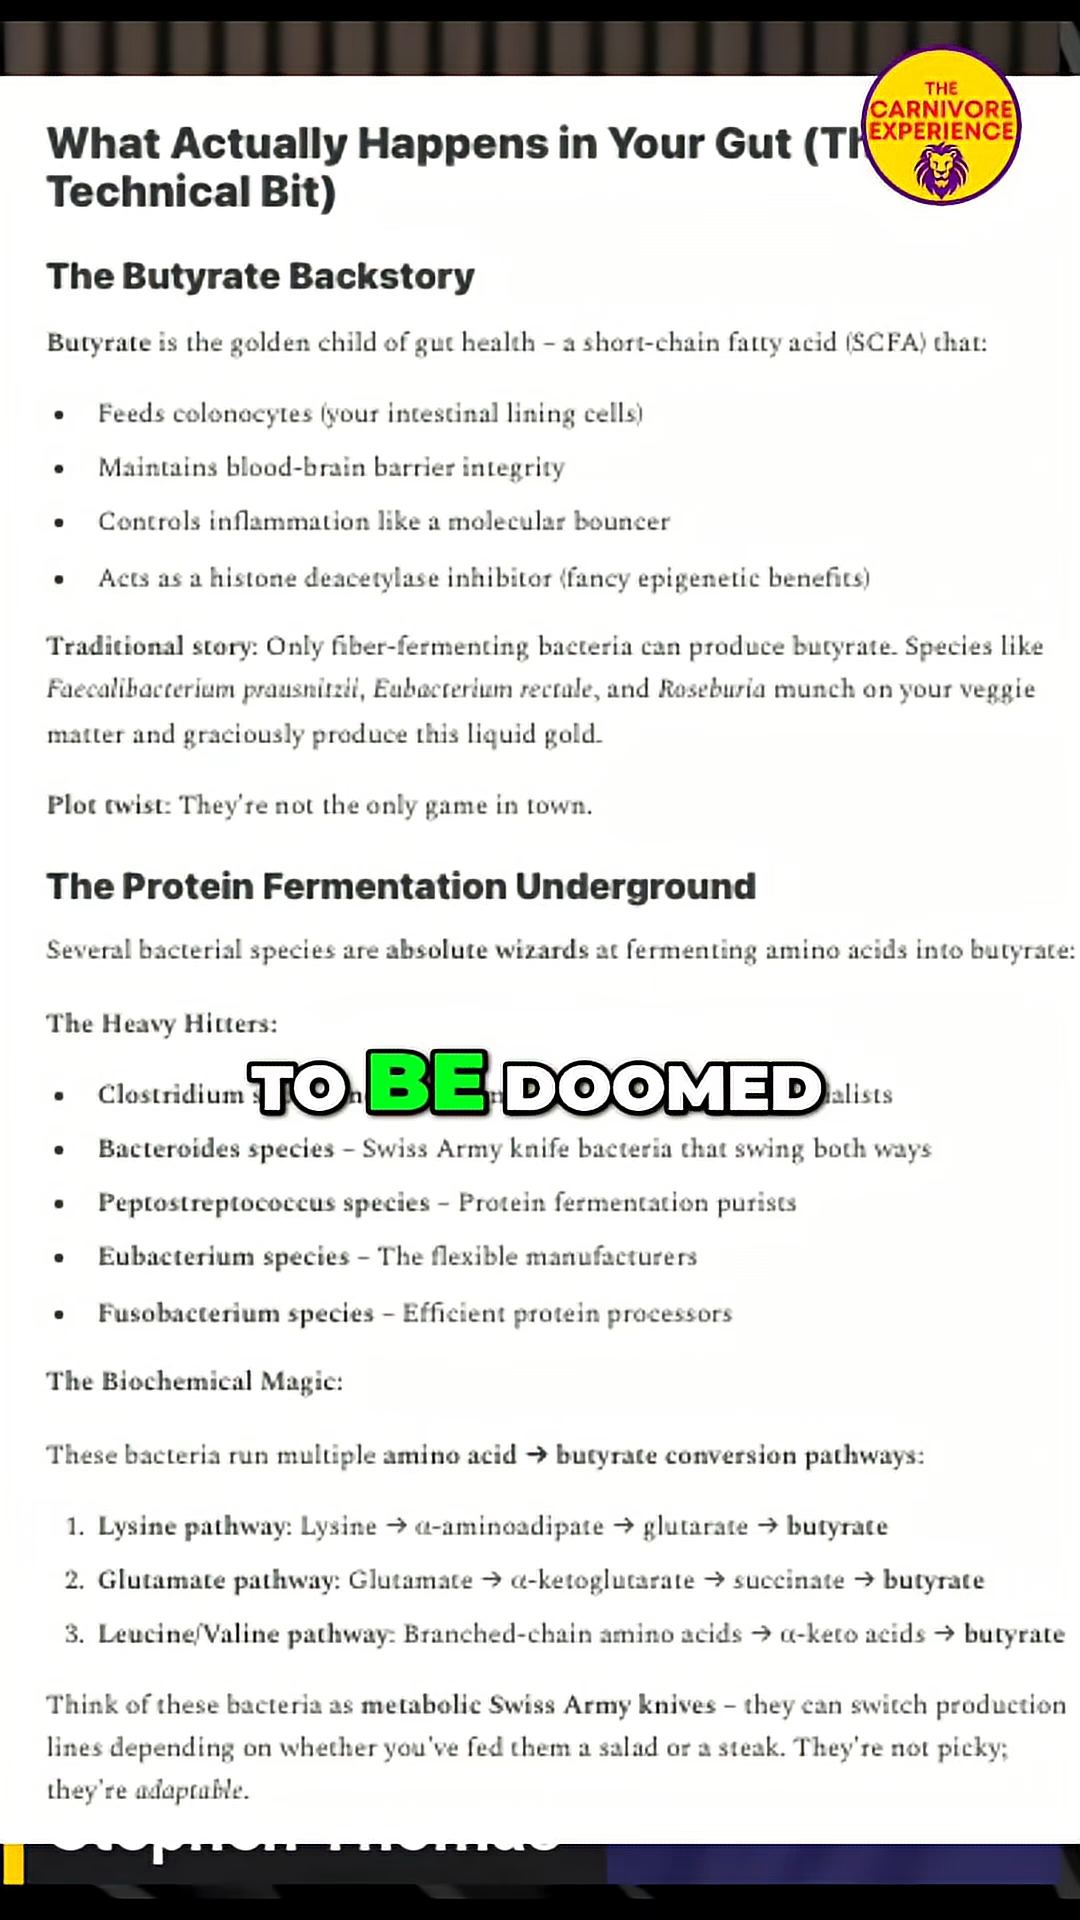 THE
CARNIVORE
EXPERIENCE
What Actually Happens in Your Gut (Th
Technical Bit)
The Butyrate Backstory
Butyrate is the golden child of gut health – a short-chain fatty acid (SCFA) that:
• Feeds colonocytes (your intestinal lining cells)
• Maintains blood-brain barrier integrity
• Controls inflammation like a molecular bouncer
• Acts as a histone deacetylase inhibitor (fancy epigenetic benefits)
Traditional story: Only fiber-fermenting bacteria can produce butyrate. Species like
Faecalibacterium prausnitzii, Eubacterium rectale, and Roseburia munch on your veggie
matter and graciously produce this liquid gold.
Plot twist: They're not the only game in town.
The Protein Fermentation Underground
Several bacterial species are absolute wizards at fermenting amino acids into butyrate:
The Heavy Hitters:
• Clostridium
TO BE DOOMED
• Bacteroides species – Swiss Army knife bacteria that swing both ways
• Peptostreptococcus species – Protein fermentation purists
• Eubacterium species – The flexible manufacturers
• Fusobacterium species – Efficient protein processors
The Biochemical Magic:
These bacteria run multiple amino acid → butyrate conversion pathways:
1. Lysine pathway: Lysine → α-aminoadipate → glutarate → butyrate
2. Glutamate pathway: Glutamate → α-ketoglutarate → succinate → butyrate
3. Leucine/Valine pathway: Branched-chain amino acids → α-keto acids → butyrate
Think of these bacteria as metabolic Swiss Army knives – they can switch production
lines depending on whether you've fed them a salad or a steak. They're not picky;
they're adaptable.